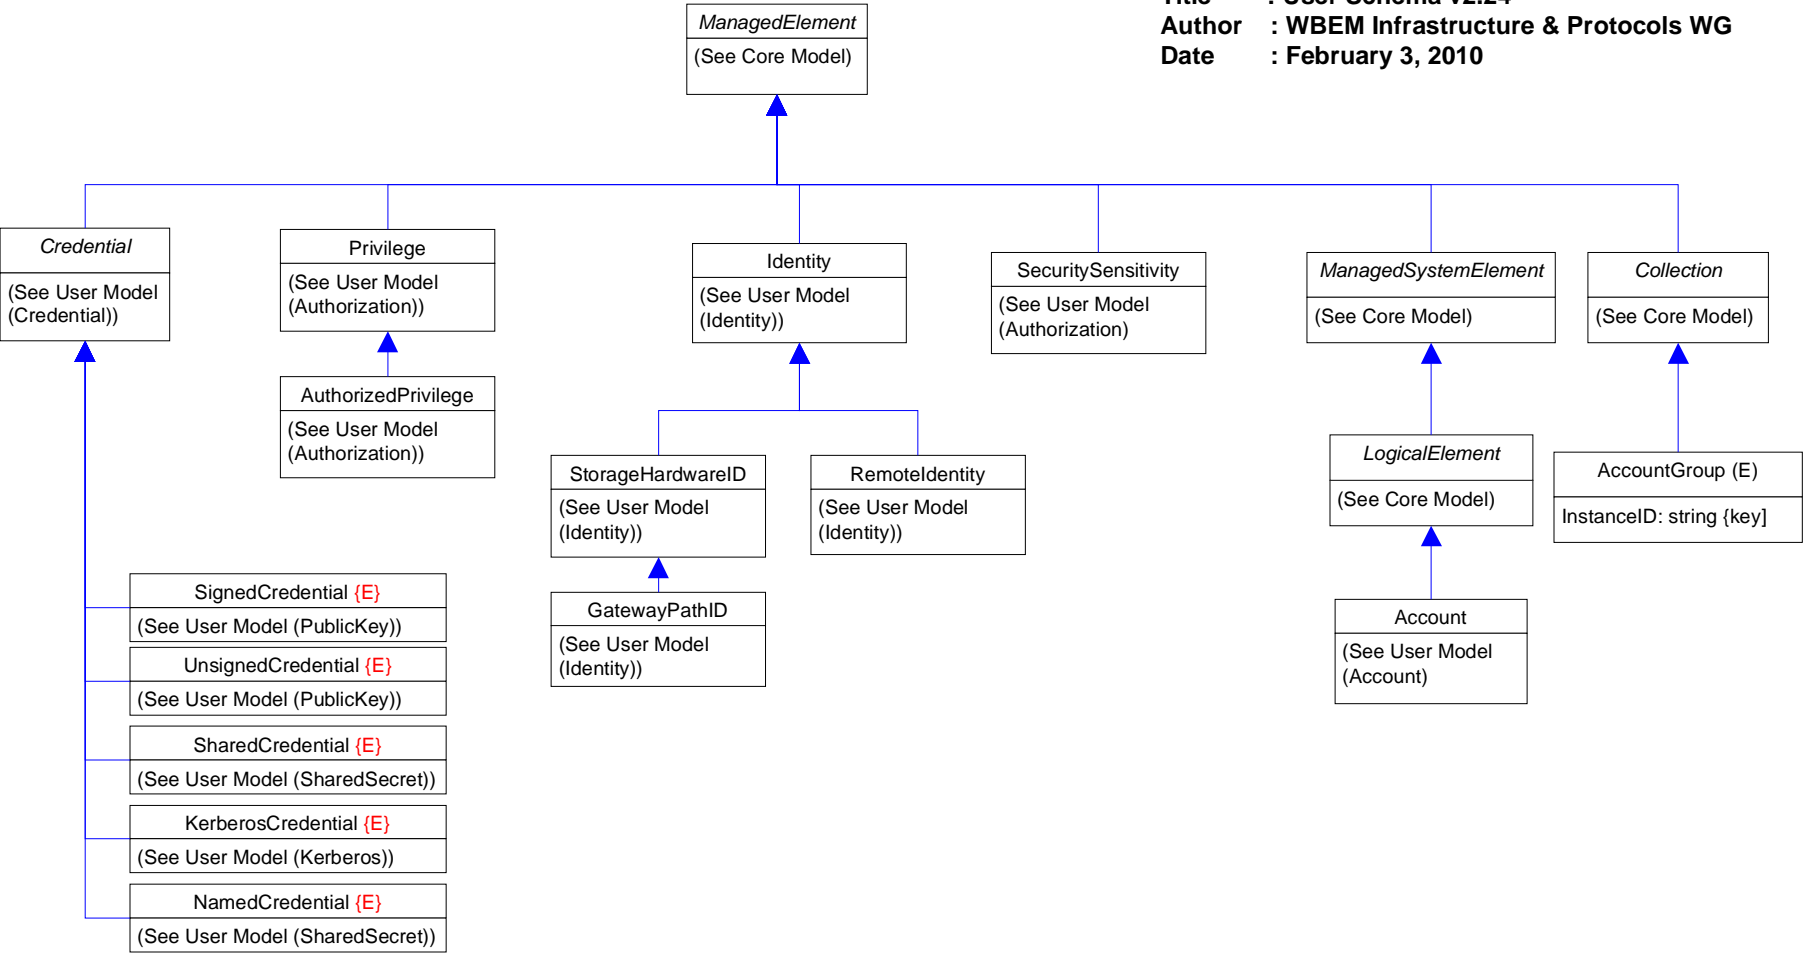 Title : User Schema v2.24
Author : WBEM Infrastructure & Protocols WG
Date : February 3, 2010
ManagedElement
(See Core Model)
Credential
(See User Model
(Credential))
Privilege
(See User Model
(Authorization))
Identity
(See User Model
(Identity))
SecuritySensitivity
(See User Model
(Authorization)
ManagedSystemElement
(See Core Model)
Collection
(See Core Model)
AuthorizedPrivilege
(See User Model
(Authorization))
StorageHardwareID
(See User Model
(Identity))
RemoteIdentity
(See User Model
(Identity))
LogicalElement
(See Core Model)
AccountGroup (E)
InstanceID: string {key]
GatewayPathID
(See User Model
(Identity))
Account
(See User Model
(Account)
SignedCredential {E}
(See User Model (PublicKey))
UnsignedCredential {E}
(See User Model (PublicKey))
SharedCredential {E}
(See User Model (SharedSecret))
KerberosCredential {E}
(See User Model (Kerberos))
NamedCredential {E}
(See User Model (SharedSecret))